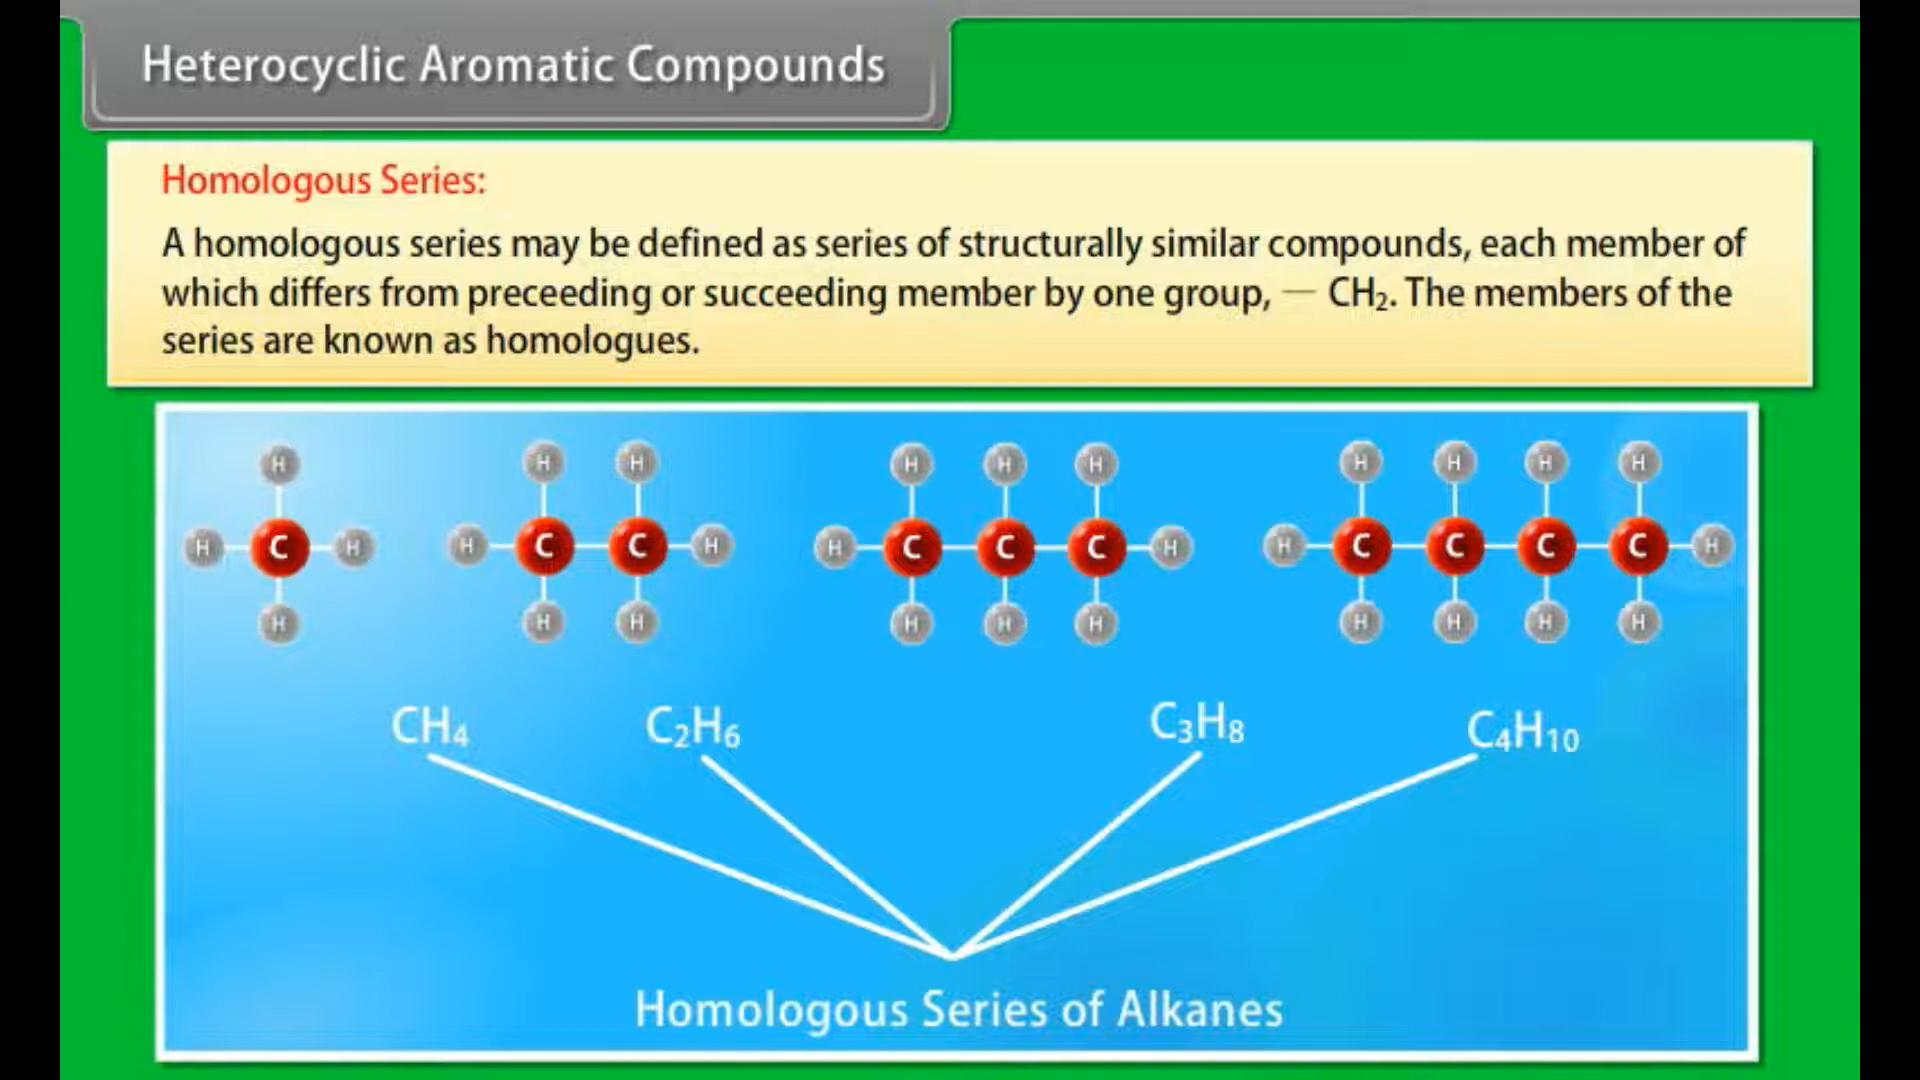 Heterocyclic Aromatic Compounds
Homologous Series:
A homologous series may be defined as series of structurally similar compounds, each member of
which differs from preceeding or succeeding member by one group, — CH₂. The members of the
series are known as homologues.
H H H H H H H H H H
H C H H C C H H C C C H H C C C C H
H H H H H H H H H H
CH₄ C₂H₆ C₃H₈ C₄H₁₀
Homologous Series of Alkanes